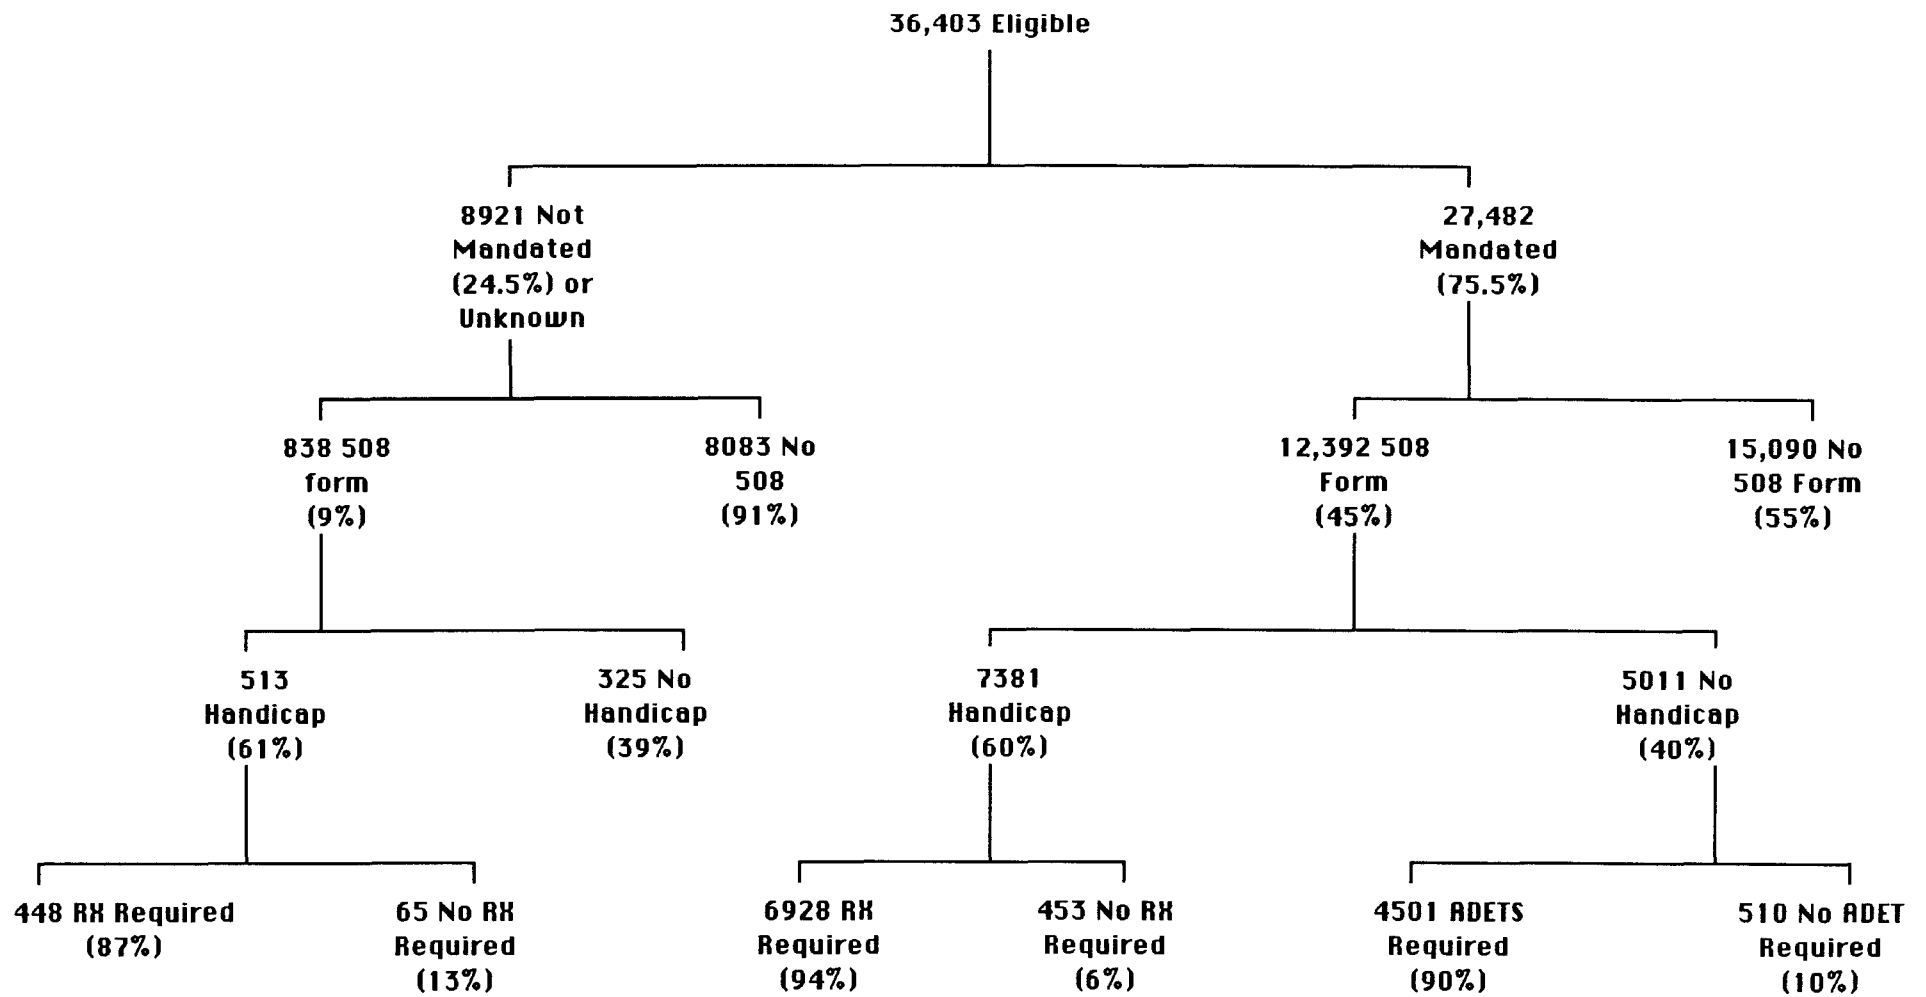 36,403 Eligible
8921 Not
Mandated
(24.5%) or
Unknown
27,482
Mandated
(75.5%)
838 508
form
(9%)
8083 No
508
(91%)
12,392 508
Form
(45%)
15,090 No
508 Form
(55%)
513
Handicap
(61%)
325 No
Handicap
(39%)
7381
Handicap
(60%)
5011 No
Handicap
(40%)
448 RX Required
(87%)
65 No RX
Required
(13%)
6928 RX
Required
(94%)
453 No RX
Required
(6%)
4501 ADETS
Required
(90%)
510 No ADET
Required
(10%)